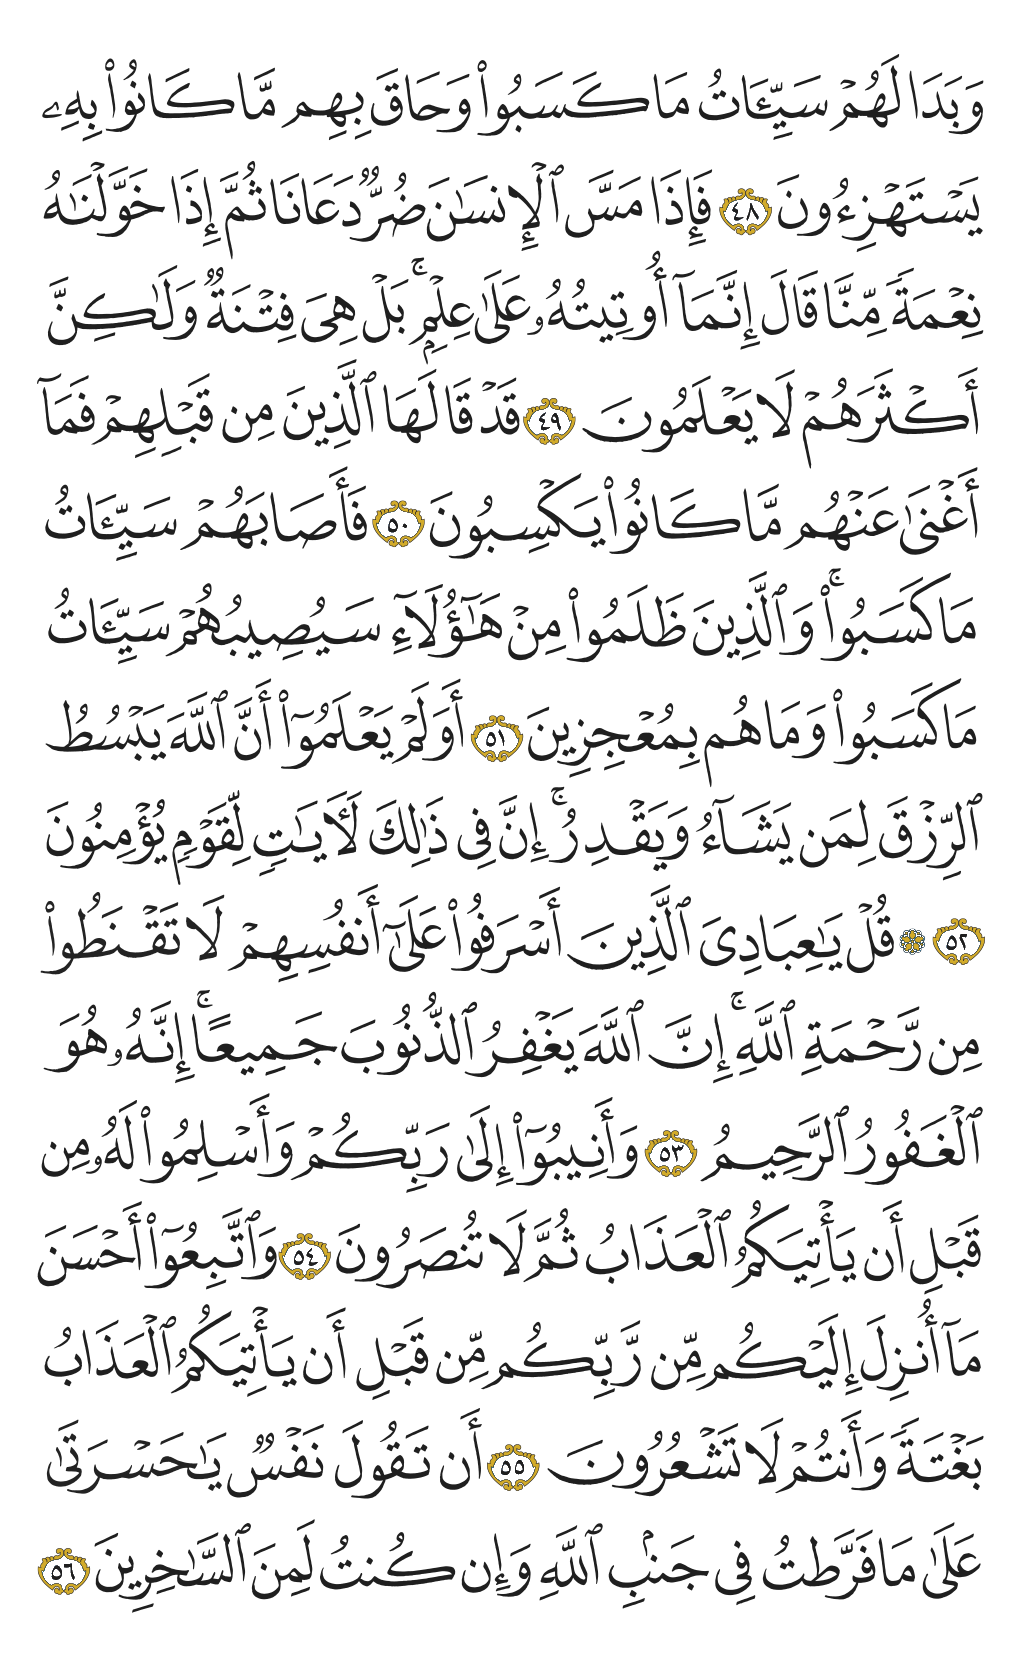 وَبَدَا لَهُمْ سَيِّـَٔاتُ مَا كَسَبُوا۟ وَحَاقَ بِهِم مَّا كَانُوا۟ بِهِۦ
يَسْتَهْزِءُونَ ٤٨ فَإِذَا مَسَّ ٱلْإِنسَـٰنَ ضُرٌّ دَعَانَا ثُمَّ إِذَا خَوَّلْنَـٰهُ
نِعْمَةً مِّنَّا قَالَ إِنَّمَآ أُوتِيتُهُۥ عَلَىٰ عِلْمٍۭ ۚ بَلْ هِىَ فِتْنَةٌ وَلَـٰكِنَّ
أَكْثَرَهُمْ لَا يَعْلَمُونَ ٤٩ قَدْ قَالَهَا ٱلَّذِينَ مِن قَبْلِهِمْ فَمَآ
أَغْنَىٰ عَنْهُم مَّا كَانُوا۟ يَكْسِبُونَ ٥٠ فَأَصَابَهُمْ سَيِّـَٔاتُ
مَا كَسَبُوا۟ ۚ وَٱلَّذِينَ ظَلَمُوا۟ مِنْ هَـٰٓؤُلَآءِ سَيُصِيبُهُمْ سَيِّـَٔاتُ
مَا كَسَبُوا۟ وَمَا هُم بِمُعْجِزِينَ ٥١ أَوَلَمْ يَعْلَمُوٓا۟ أَنَّ ٱللَّهَ يَبْسُطُ
ٱلرِّزْقَ لِمَن يَشَآءُ وَيَقْدِرُ ۚ إِنَّ فِى ذَٰلِكَ لَـَٔايَـٰتٍ لِّقَوْمٍ يُؤْمِنُونَ
٥٢ ۞ قُلْ يَـٰعِبَادِىَ ٱلَّذِينَ أَسْرَفُوا۟ عَلَىٰٓ أَنفُسِهِمْ لَا تَقْنَطُوا۟
مِن رَّحْمَةِ ٱللَّهِ ۚ إِنَّ ٱللَّهَ يَغْفِرُ ٱلذُّنُوبَ جَمِيعًا ۚ إِنَّهُۥ هُوَ
ٱلْغَفُورُ ٱلرَّحِيمُ ٥٣ وَأَنِيبُوٓا۟ إِلَىٰ رَبِّكُمْ وَأَسْلِمُوا۟ لَهُۥ مِن
قَبْلِ أَن يَأْتِيَكُمُ ٱلْعَذَابُ ثُمَّ لَا تُنصَرُونَ ٥٤ وَٱتَّبِعُوٓا۟ أَحْسَنَ
مَآ أُنزِلَ إِلَيْكُم مِّن رَّبِّكُم مِّن قَبْلِ أَن يَأْتِيَكُمُ ٱلْعَذَابُ
بَغْتَةً وَأَنتُمْ لَا تَشْعُرُونَ ٥٥ أَن تَقُولَ نَفْسٌ يَـٰحَسْرَتَىٰ
عَلَىٰ مَا فَرَّطتُ فِى جَنۢبِ ٱللَّهِ وَإِن كُنتُ لَمِنَ ٱلسَّـٰخِرِينَ ٥٦